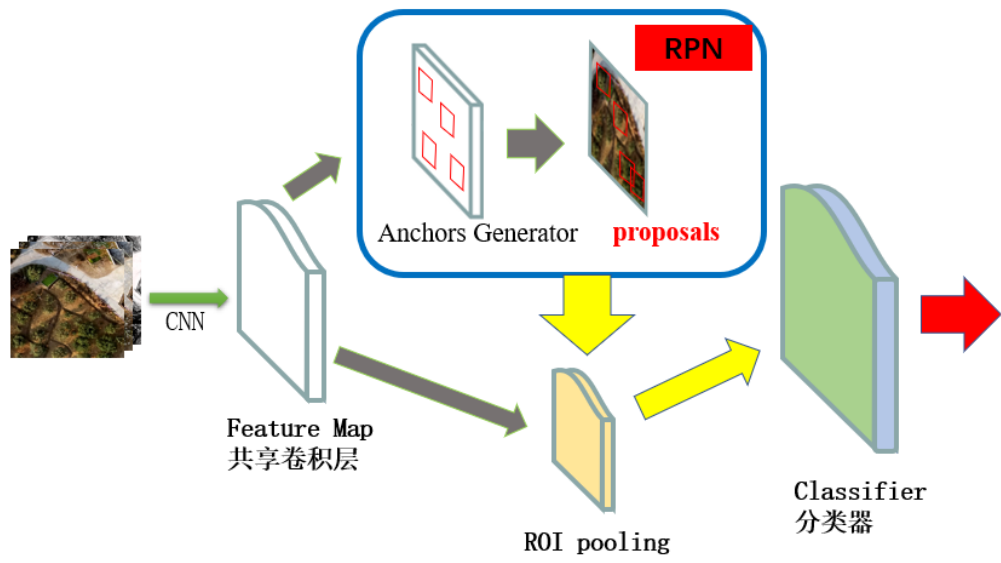 RPN
Anchors Generator
proposals
CNN
Feature Map
共享卷积层
ROI pooling
Classifier
分类器